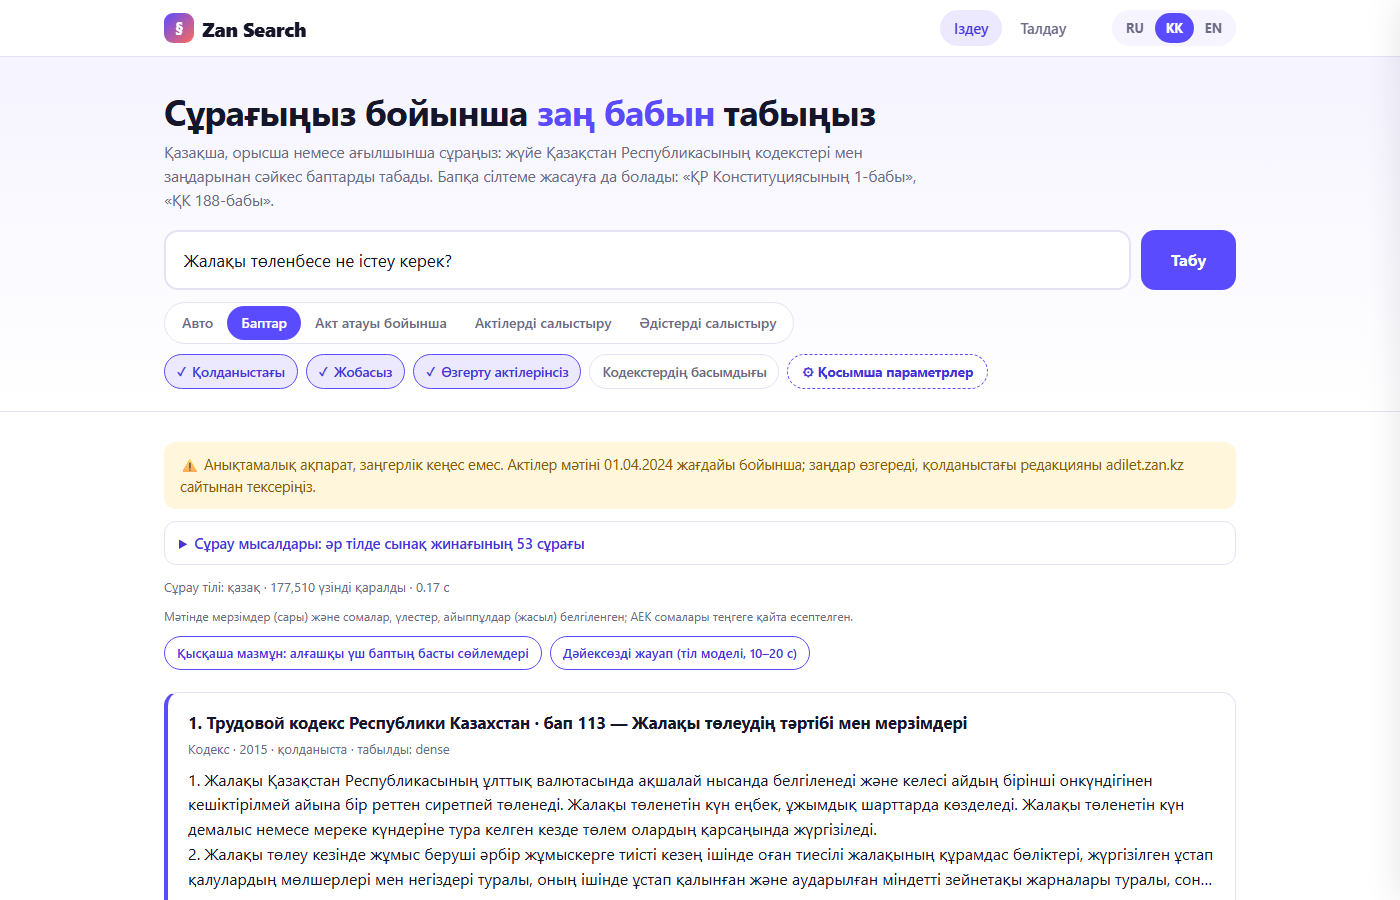 § Zan Search
Іздеу
Талдау
RU KK EN
Сұрағыңыз бойынша заң бабын табыңыз
Қазақша, орысша немесе ағылшынша сұраңыз: жүйе Қазақстан Республикасының кодекстері мен
заңдарынан сәйкес баптарды табады. Бапқа сілтеме жасауға да болады: «ҚР Конституциясының 1-бабы»,
«ҚК 188-бабы».
Жалақы төленбесе не істеу керек?
Табу
Авто Баптар Акт атауы бойынша Актілерді салыстыру Әдістерді салыстыру
✓ Қолданыстағы ✓ Жобасыз ✓ Өзгерту актілерінсіз Кодекстердің басымдығы ⚙ Қосымша параметрлер
⚠ Анықтамалық ақпарат, заңгерлік кеңес емес. Актілер мәтіні 01.04.2024 жағдайы бойынша; заңдар өзгереді, қолданыстағы редакцияны adilet.zan.kz
сайтынан тексеріңіз.
▶ Сұрау мысалдары: әр тілде сынақ жинағының 53 сұрағы
Сұрау тілі: қазақ · 177,510 үзінді қаралды · 0.17 с
Мәтінде мерзімдер (сары) және сомалар, үлестер, айыппұлдар (жасыл) белгіленген; АЕК сомалары теңгеге қайта есептелген.
Қысқаша мазмұн: алғашқы үш баптың басты сөйлемдері
Дәйексөзді жауап (тіл моделі, 10–20 с)
1. Трудовой кодекс Республики Казахстан · бап 113 — Жалақы төлеудің тәртібі мен мерзімдері
Кодекс · 2015 · қолданыста · табылды: dense
1. Жалақы Қазақстан Республикасының ұлттық валютасында ақшалай нысанда белгіленеді және келесі айдың бірінші онкүндігінен
кешіктірілмей айына бір реттен сиретпей төленеді. Жалақы төленетін күн еңбек, ұжымдық шарттарда көзделеді. Жалақы төленетін күн
демалыс немесе мереке күндеріне тура келген кезде төлем олардың қарсаңында жүргізіледі.
2. Жалақы төлеу кезінде жұмыс беруші әрбір жұмыскерге тиісті кезең ішінде оған тиесілі жалақының құрамдас бөліктері, жүргізілген ұстап
қалулардың мөлшерлері мен негіздері туралы, оның ішінде ұстап қалынған және аударылған міндетті зейнетақы жарналары туралы, сон...